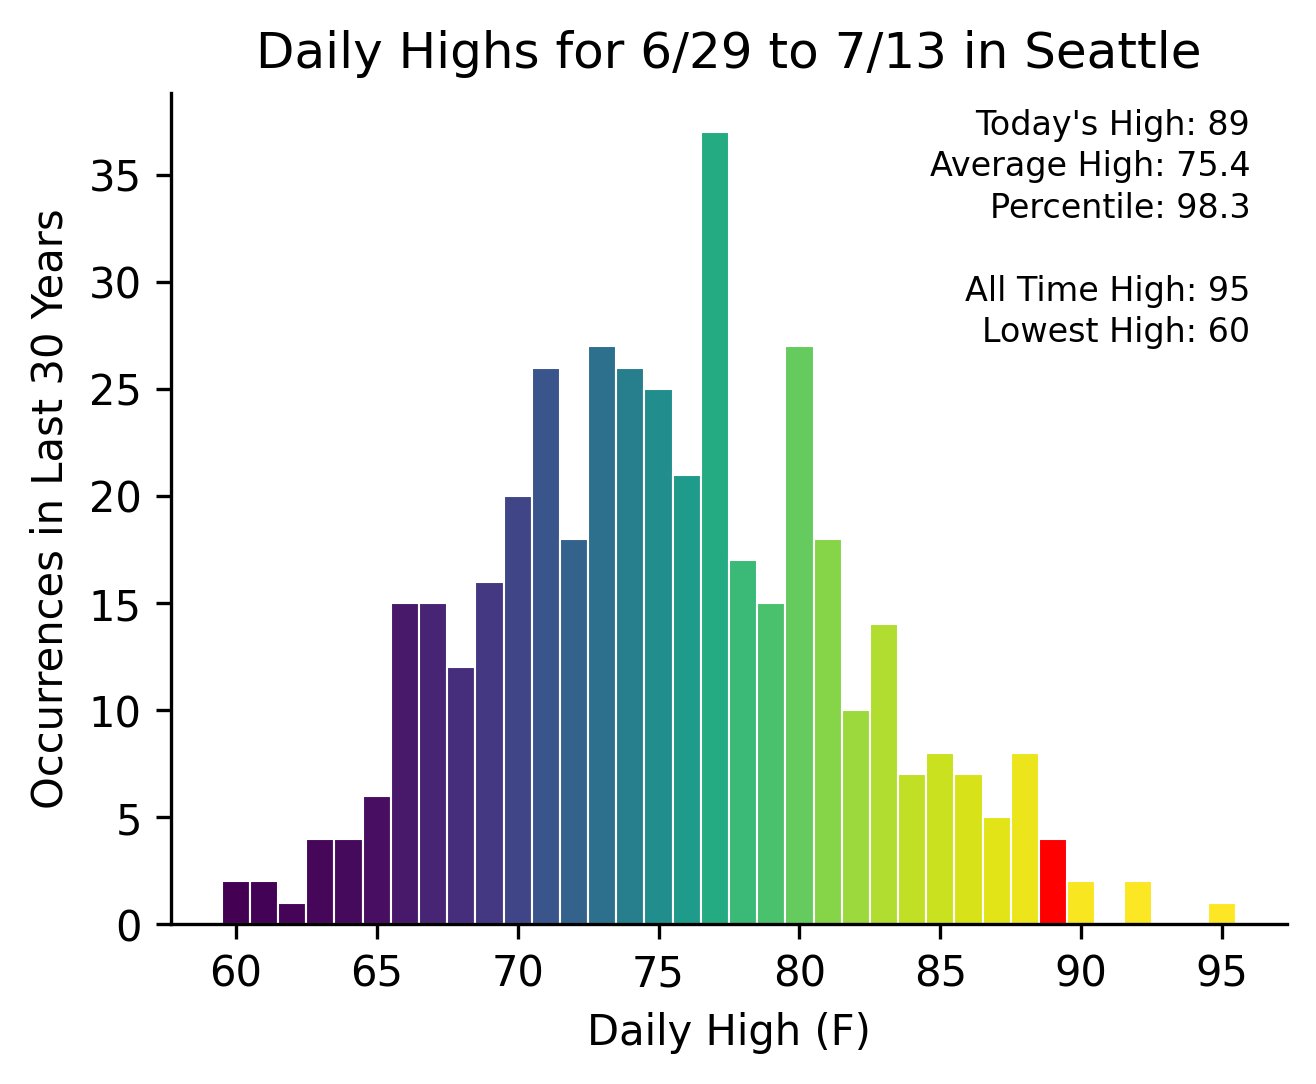 Daily Highs for 6/29 to 7/13 in Seattle
Today's High: 89
Average High: 75.4
Percentile: 98.3
All Time High: 95
Lowest High: 60
Occurrences in Last 30 Years
35
30
25
20
15
10
5
0
60 65 70 75 80 85 90 95
Daily High (F)